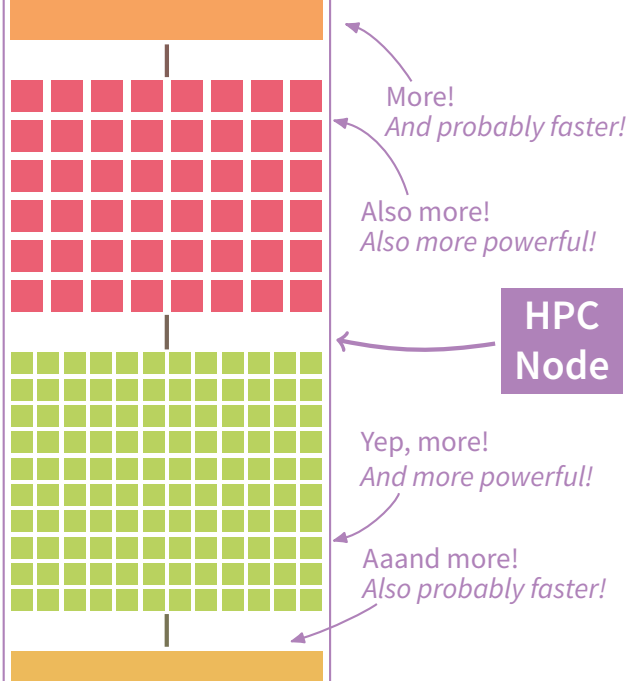 More!
And probably faster!
Also more!
Also more powerful!
HPC
Node
Yep, more!
And more powerful!
Aaand more!
Also probably faster!